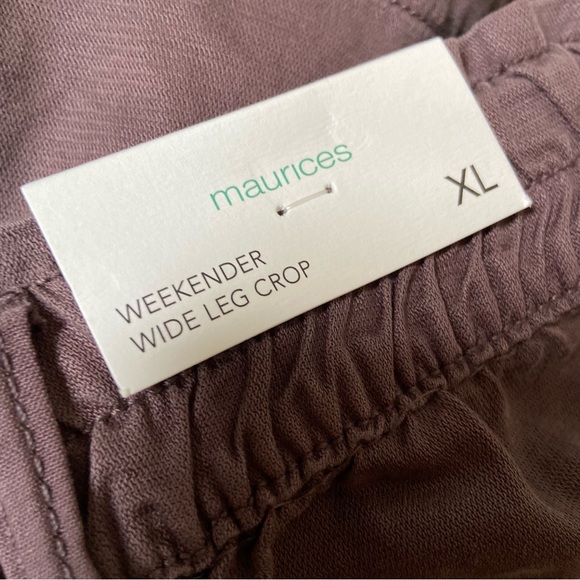 maurices
XL
WEEKENDER
WIDE LEG CROP